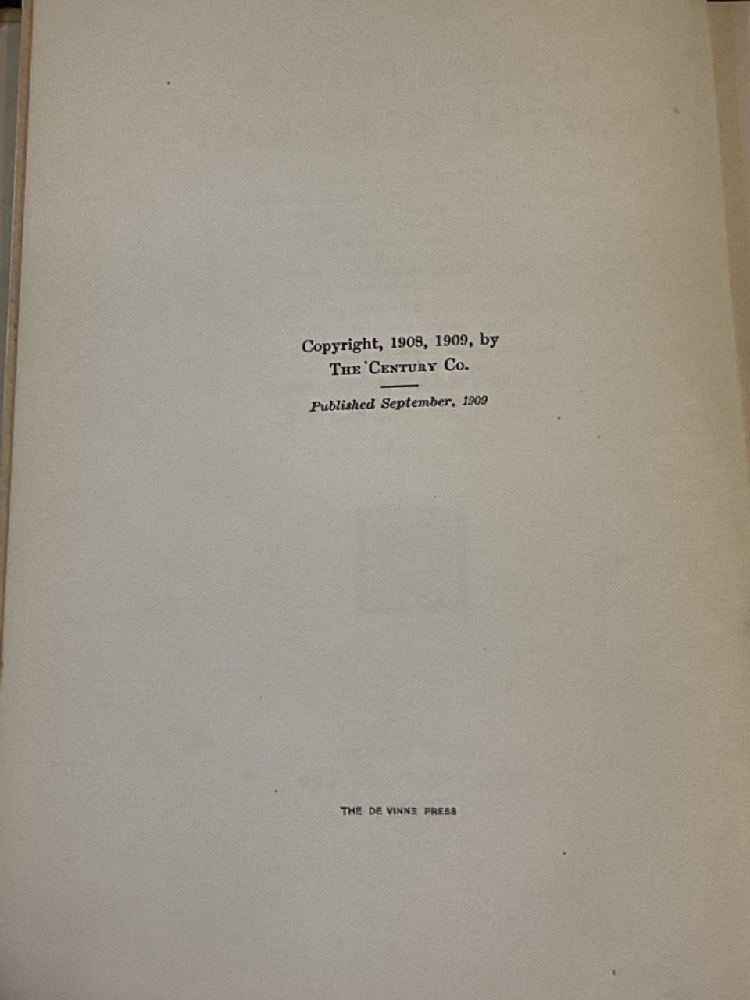 Copyright, 1908, 1909, by
THE CENTURY CO.
Published September, 1909
THE DE VINNE PRESS